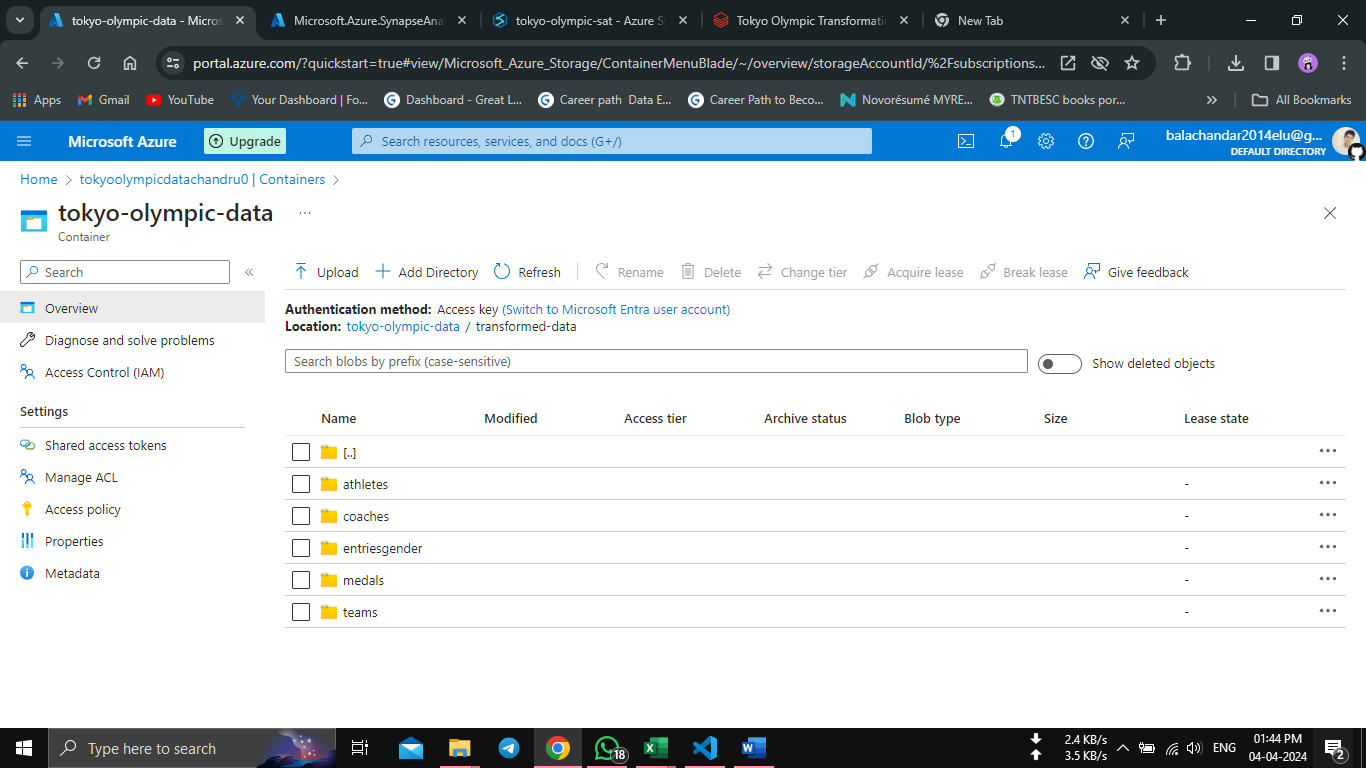 tokyo-olympic-data - Micros
Microsoft.Azure.SynapseAnal
tokyo-olympic-sat - Azure Sy
Tokyo Olympic Transformati
New Tab
portal.azure.com/?quickstart=true#view/Microsoft_Azure_Storage/ContainerMenuBlade/~/overview/storageAccountId/%2Fsubscriptions...
Apps
Gmail
YouTube
Your Dashboard | Fo...
Dashboard - Great L...
Career path Data E...
Career Path to Beco...
Novorésumé MYRE...
TNTBESC books por...
»
All Bookmarks
Microsoft Azure
Upgrade
Search resources, services, and docs (G+/)
1
balachandar2014elu@g...
DEFAULT DIRECTORY
Home > tokyoolympicdatachandru0 | Containers >
tokyo-olympic-data ...
Container
Search
«
Upload
Add Directory
Refresh
Rename
Delete
Change tier
Acquire lease
Break lease
Give feedback
Overview
Diagnose and solve problems
Access Control (IAM)
Settings
Shared access tokens
Manage ACL
Access policy
Properties
Metadata
Authentication method: Access key (Switch to Microsoft Entra user account)
Location: tokyo-olympic-data / transformed-data
Search blobs by prefix (case-sensitive)
Show deleted objects
Name Modified Access tier Archive status Blob type Size Lease state
[..] ...
athletes - ...
coaches - ...
entriesgender - ...
medals - ...
teams - ...
Type here to search
18
2.4 KB/s
3.5 KB/s
ENG
01:44 PM
04-04-2024
2